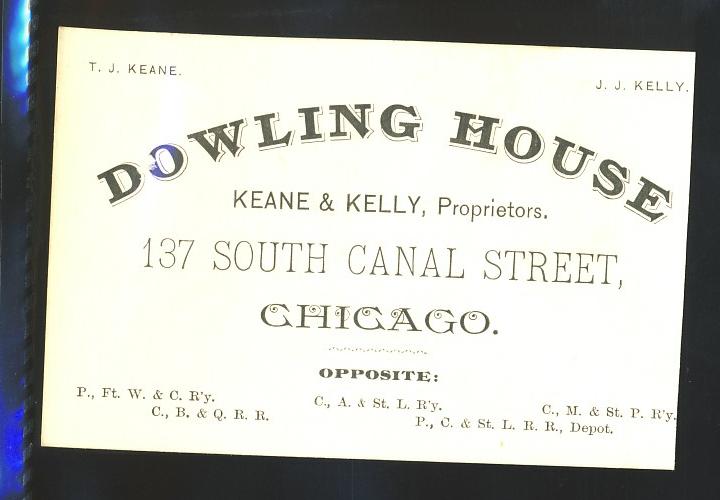 T. J. KEANE.
J. J. KELLY.
DOWLING HOUSE
KEANE & KELLY, Proprietors.
137 SOUTH CANAL STREET,
CHICAGO.
OPPOSITE:
P., Ft. W. & C. R'y.
C., A. & St. L. R'y.
C., M. & St. P. R'y.
C., B. & Q. R. R.
P., C. & St. L. R. R., Depot.